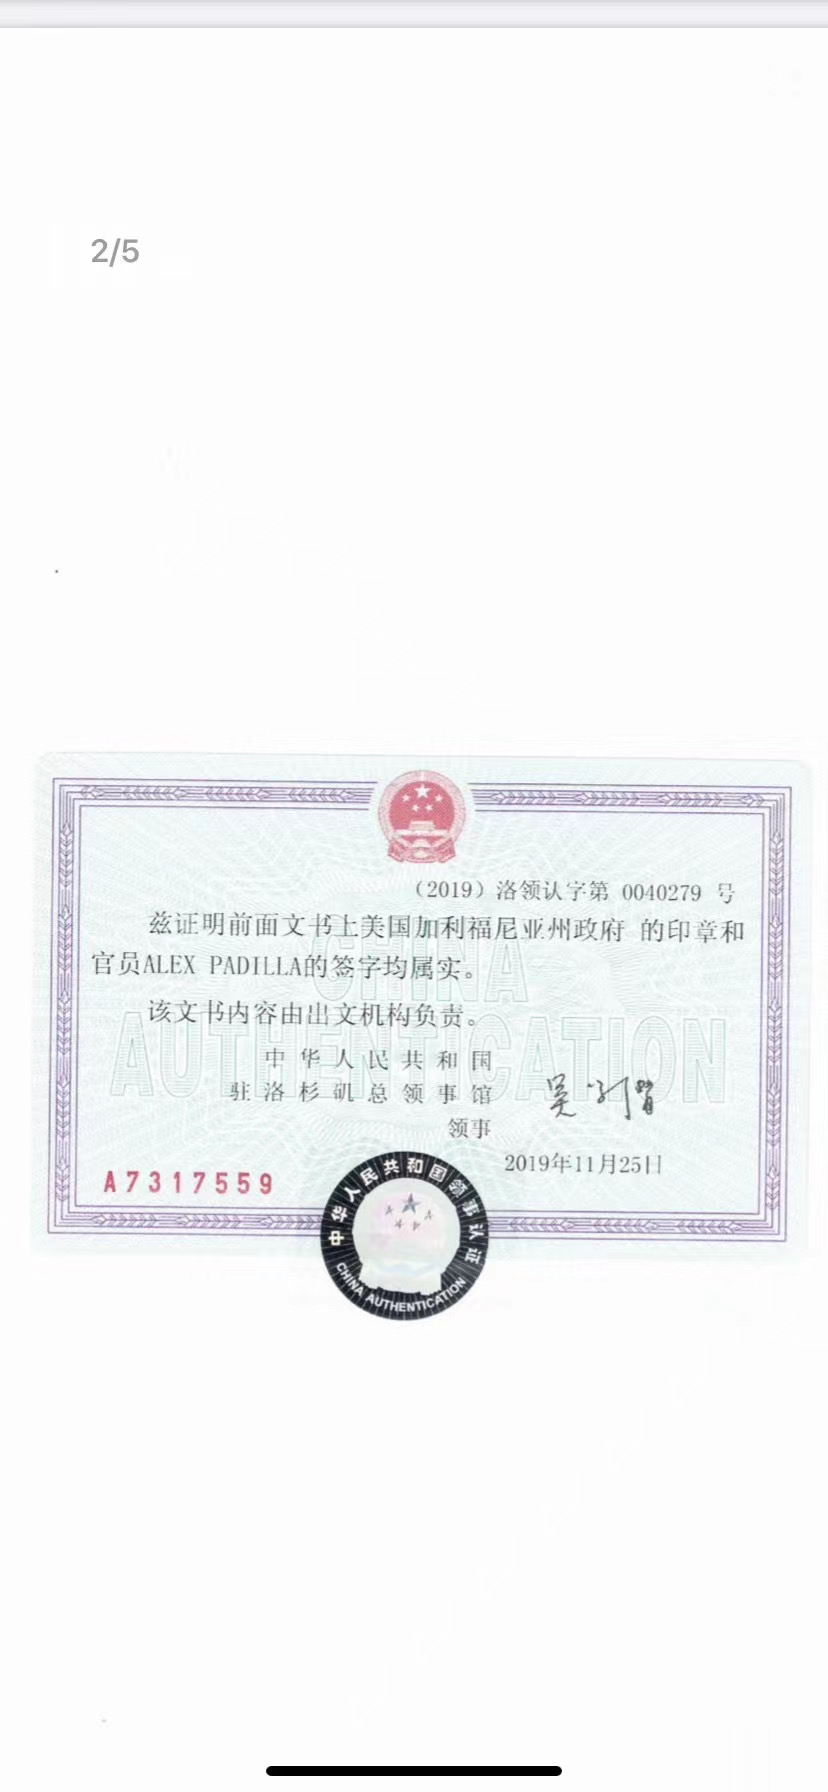 2/5
（2019）洛领认字第 0040279 号
兹证明前面文书上美国加利福尼亚州政府 的印章和
官员ALEX PADILLA的签字均属实。
该文书内容由出文机构负责。
CHINA
AUTHENTICATION
中华人民共和国
驻洛杉矶总领事馆
领事
2019年11月25日
A7317559
中华人民共和国领事认证
CHINA AUTHENTICATION